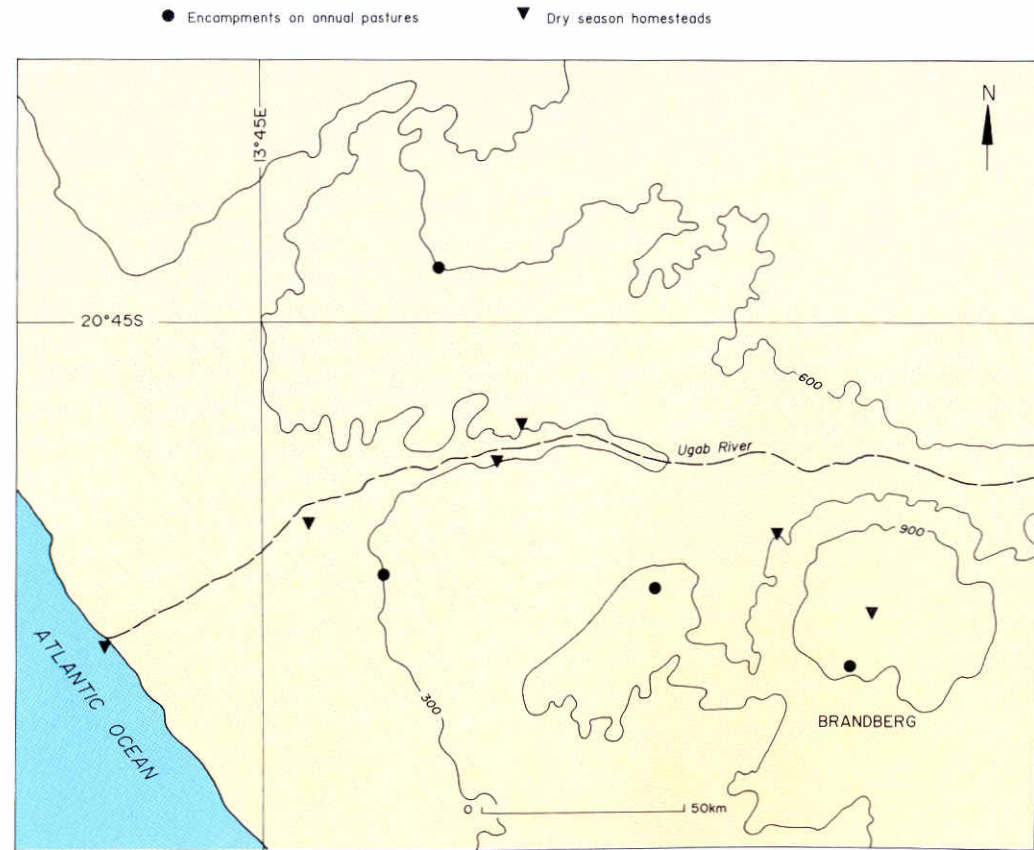 Encampments on annual pastures
Dry season homesteads
N
13°45E
20°45S
600
Ugab River
900
300
ATLANTIC OCEAN
BRANDBERG
0 50km